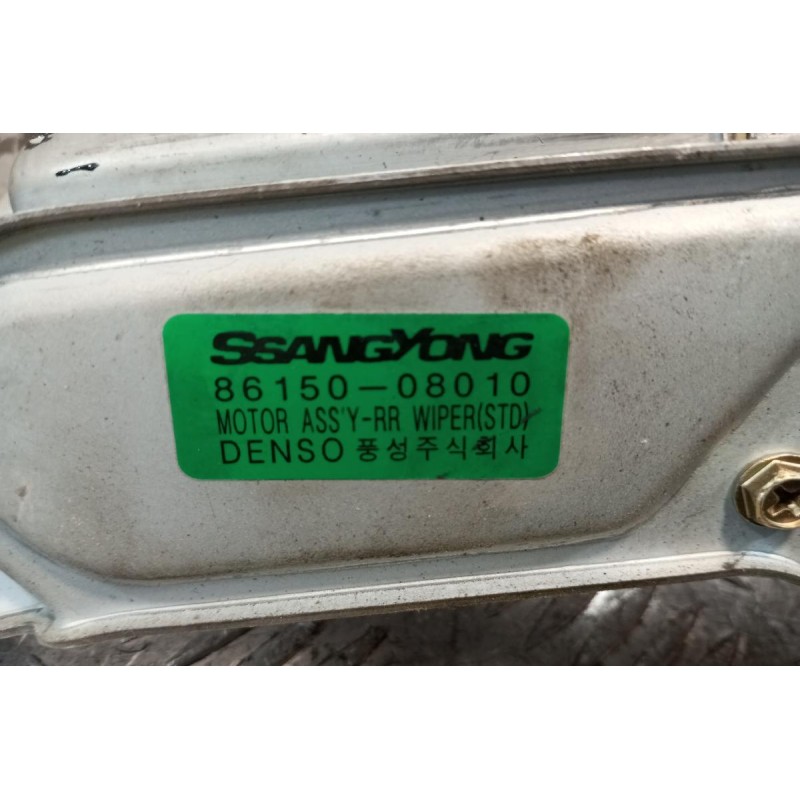 SSANGYONG
86150-08010
MOTOR ASS'Y-RR WIPER(STD)
DENSO 풍성주식회사